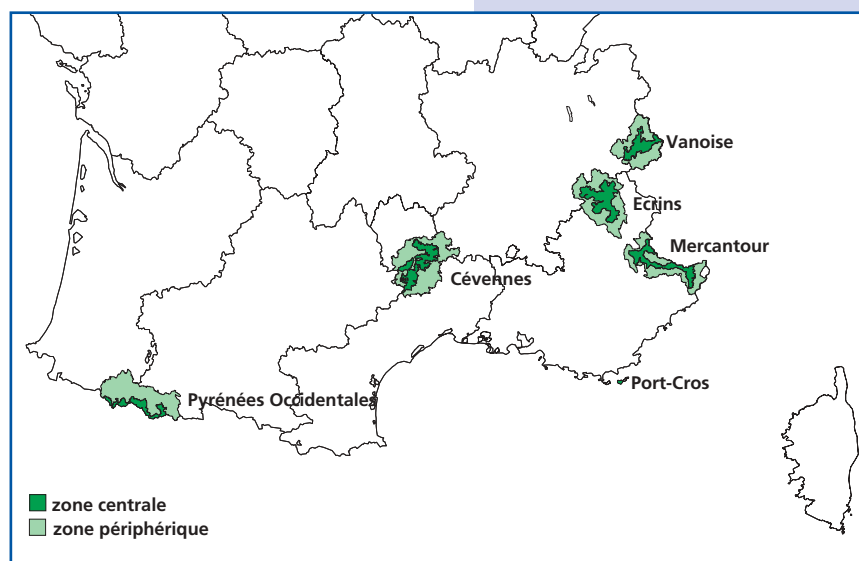 Vanoise
Ecrins
Mercantour
Cévennes
Port-Cros
Pyrénées Occidentales
zone centrale
zone périphérique